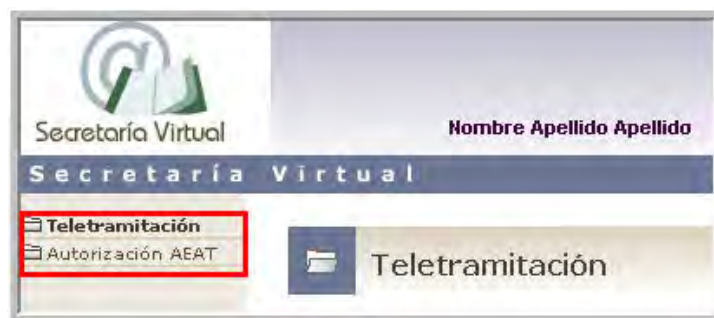 Secretaría Virtual
Nombre Apellido Apellido
Secretaría Virtual
Teletramitación
Autorización AEAT
Teletramitación